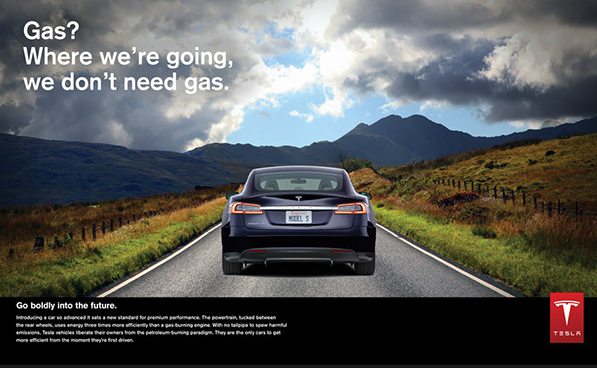 Gas?
Where we're going,
we don't need gas.
MODEL S
Go boldly into the future.
Introducing a car so advanced it sets a new standard for premium performance. The powertrain, tucked between
the rear wheels, uses energy three times more efficiently than a gas-burning engine. With no tailpipe to spew harmful
emissions, Tesla vehicles liberate their owners from the petroleum-burning paradigm. They are the only cars to get
more efficient from the moment they're first driven.
TESLA